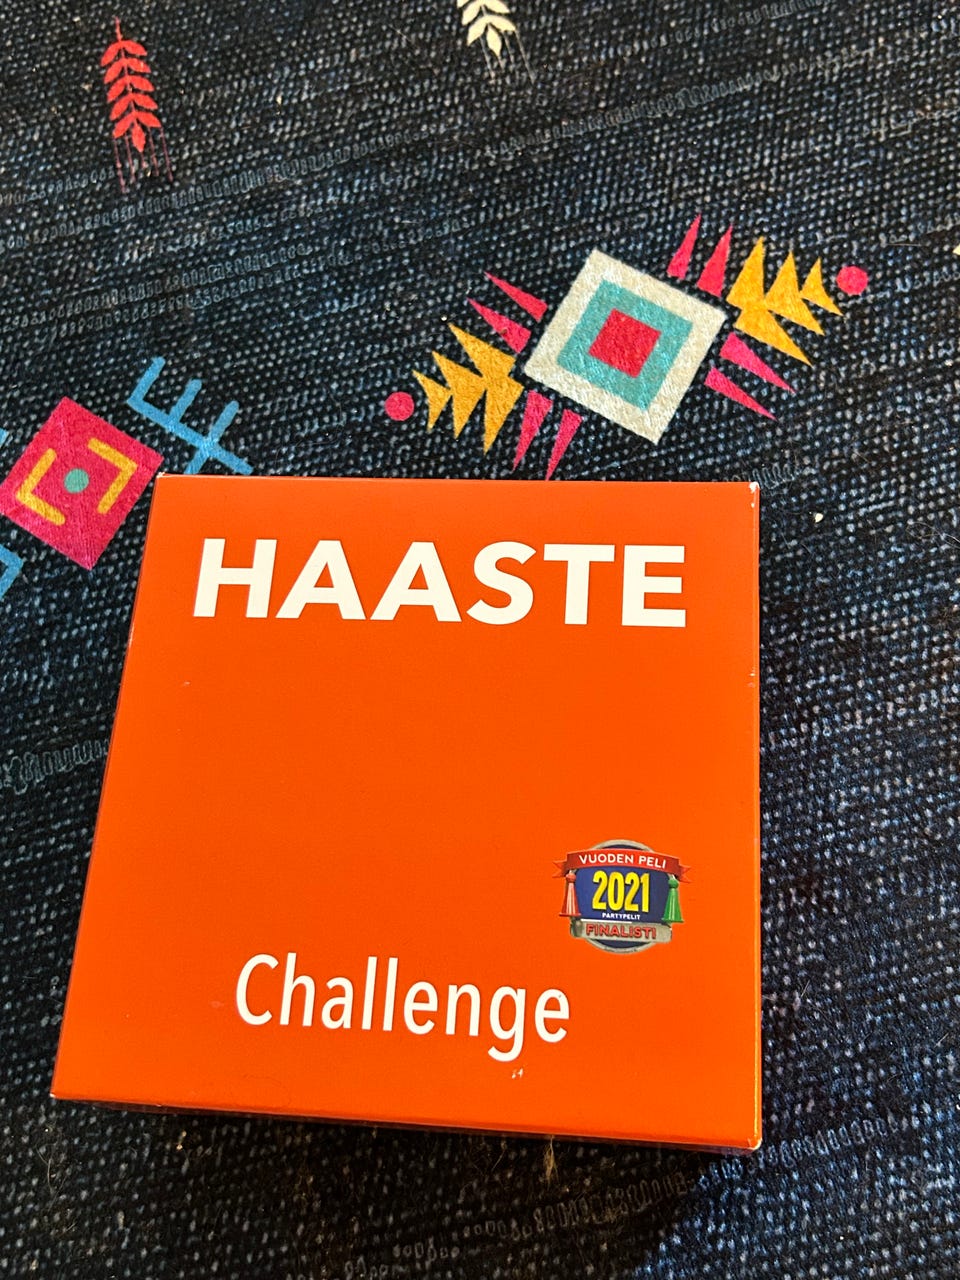 HAASTE
VUODEN PELI
2021
PARTYPELIT
FINALISTI
Challenge